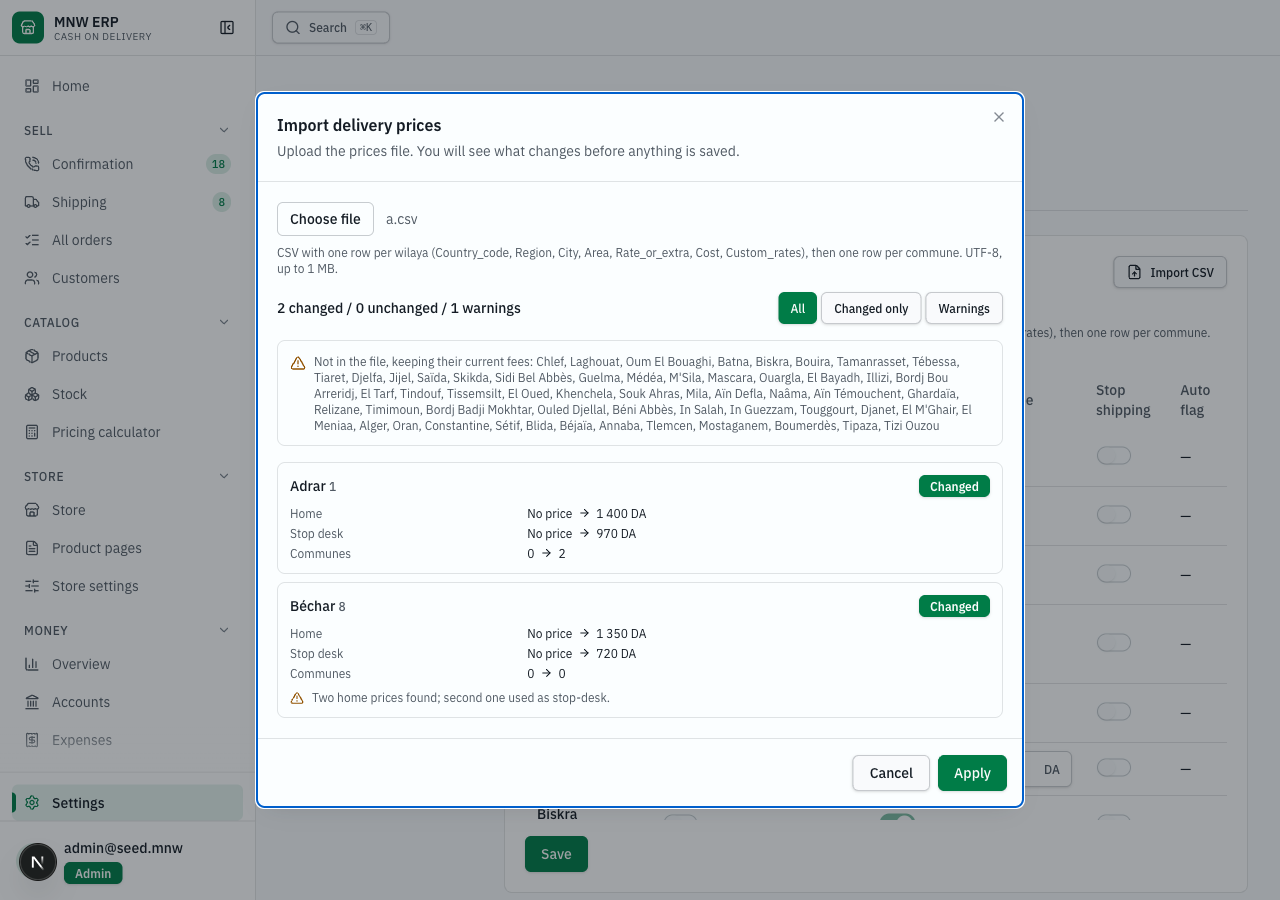 MNW ERP
CASH ON DELIVERY
Search ⌘K
Home
SELL
Confirmation 18
Shipping 8
All orders
Customers
CATALOG
Products
Stock
Pricing calculator
STORE
Store
Product pages
Store settings
MONEY
Overview
Accounts
Expenses
Settings
N
admin@seed.mnw
Admin
Import delivery prices
Upload the prices file. You will see what changes before anything is saved.
Choose file a.csv
CSV with one row per wilaya (Country_code, Region, City, Area, Rate_or_extra, Cost, Custom_rates), then one row per commune. UTF-8,
up to 1 MB.
2 changed / 0 unchanged / 1 warnings
All Changed only Warnings
Not in the file, keeping their current fees: Chlef, Laghouat, Oum El Bouaghi, Batna, Biskra, Bouira, Tamanrasset, Tébessa,
Tiaret, Djelfa, Jijel, Saïda, Skikda, Sidi Bel Abbès, Guelma, Médéa, M'Sila, Mascara, Ouargla, El Bayadh, Illizi, Bordj Bou
Arreridj, El Tarf, Tindouf, Tissemsilt, El Oued, Khenchela, Souk Ahras, Mila, Aïn Defla, Naâma, Aïn Témouchent, Ghardaïa,
Relizane, Timimoun, Bordj Badji Mokhtar, Ouled Djellal, Béni Abbès, In Salah, In Guezzam, Touggourt, Djanet, El M'Ghair, El
Meniaa, Alger, Oran, Constantine, Sétif, Blida, Béjaïa, Annaba, Tlemcen, Mostaganem, Boumerdès, Tipaza, Tizi Ouzou
Adrar 1 Changed
Home No price → 1 400 DA
Stop desk No price → 970 DA
Communes 0 → 2
Béchar 8 Changed
Home No price → 1 350 DA
Stop desk No price → 720 DA
Communes 0 → 0
Two home prices found; second one used as stop-desk.
Cancel Apply
Import CSV
then one row per commune.
Stop
shipping
Auto
flag
—
—
—
—
—
DA —
Biskra
Save